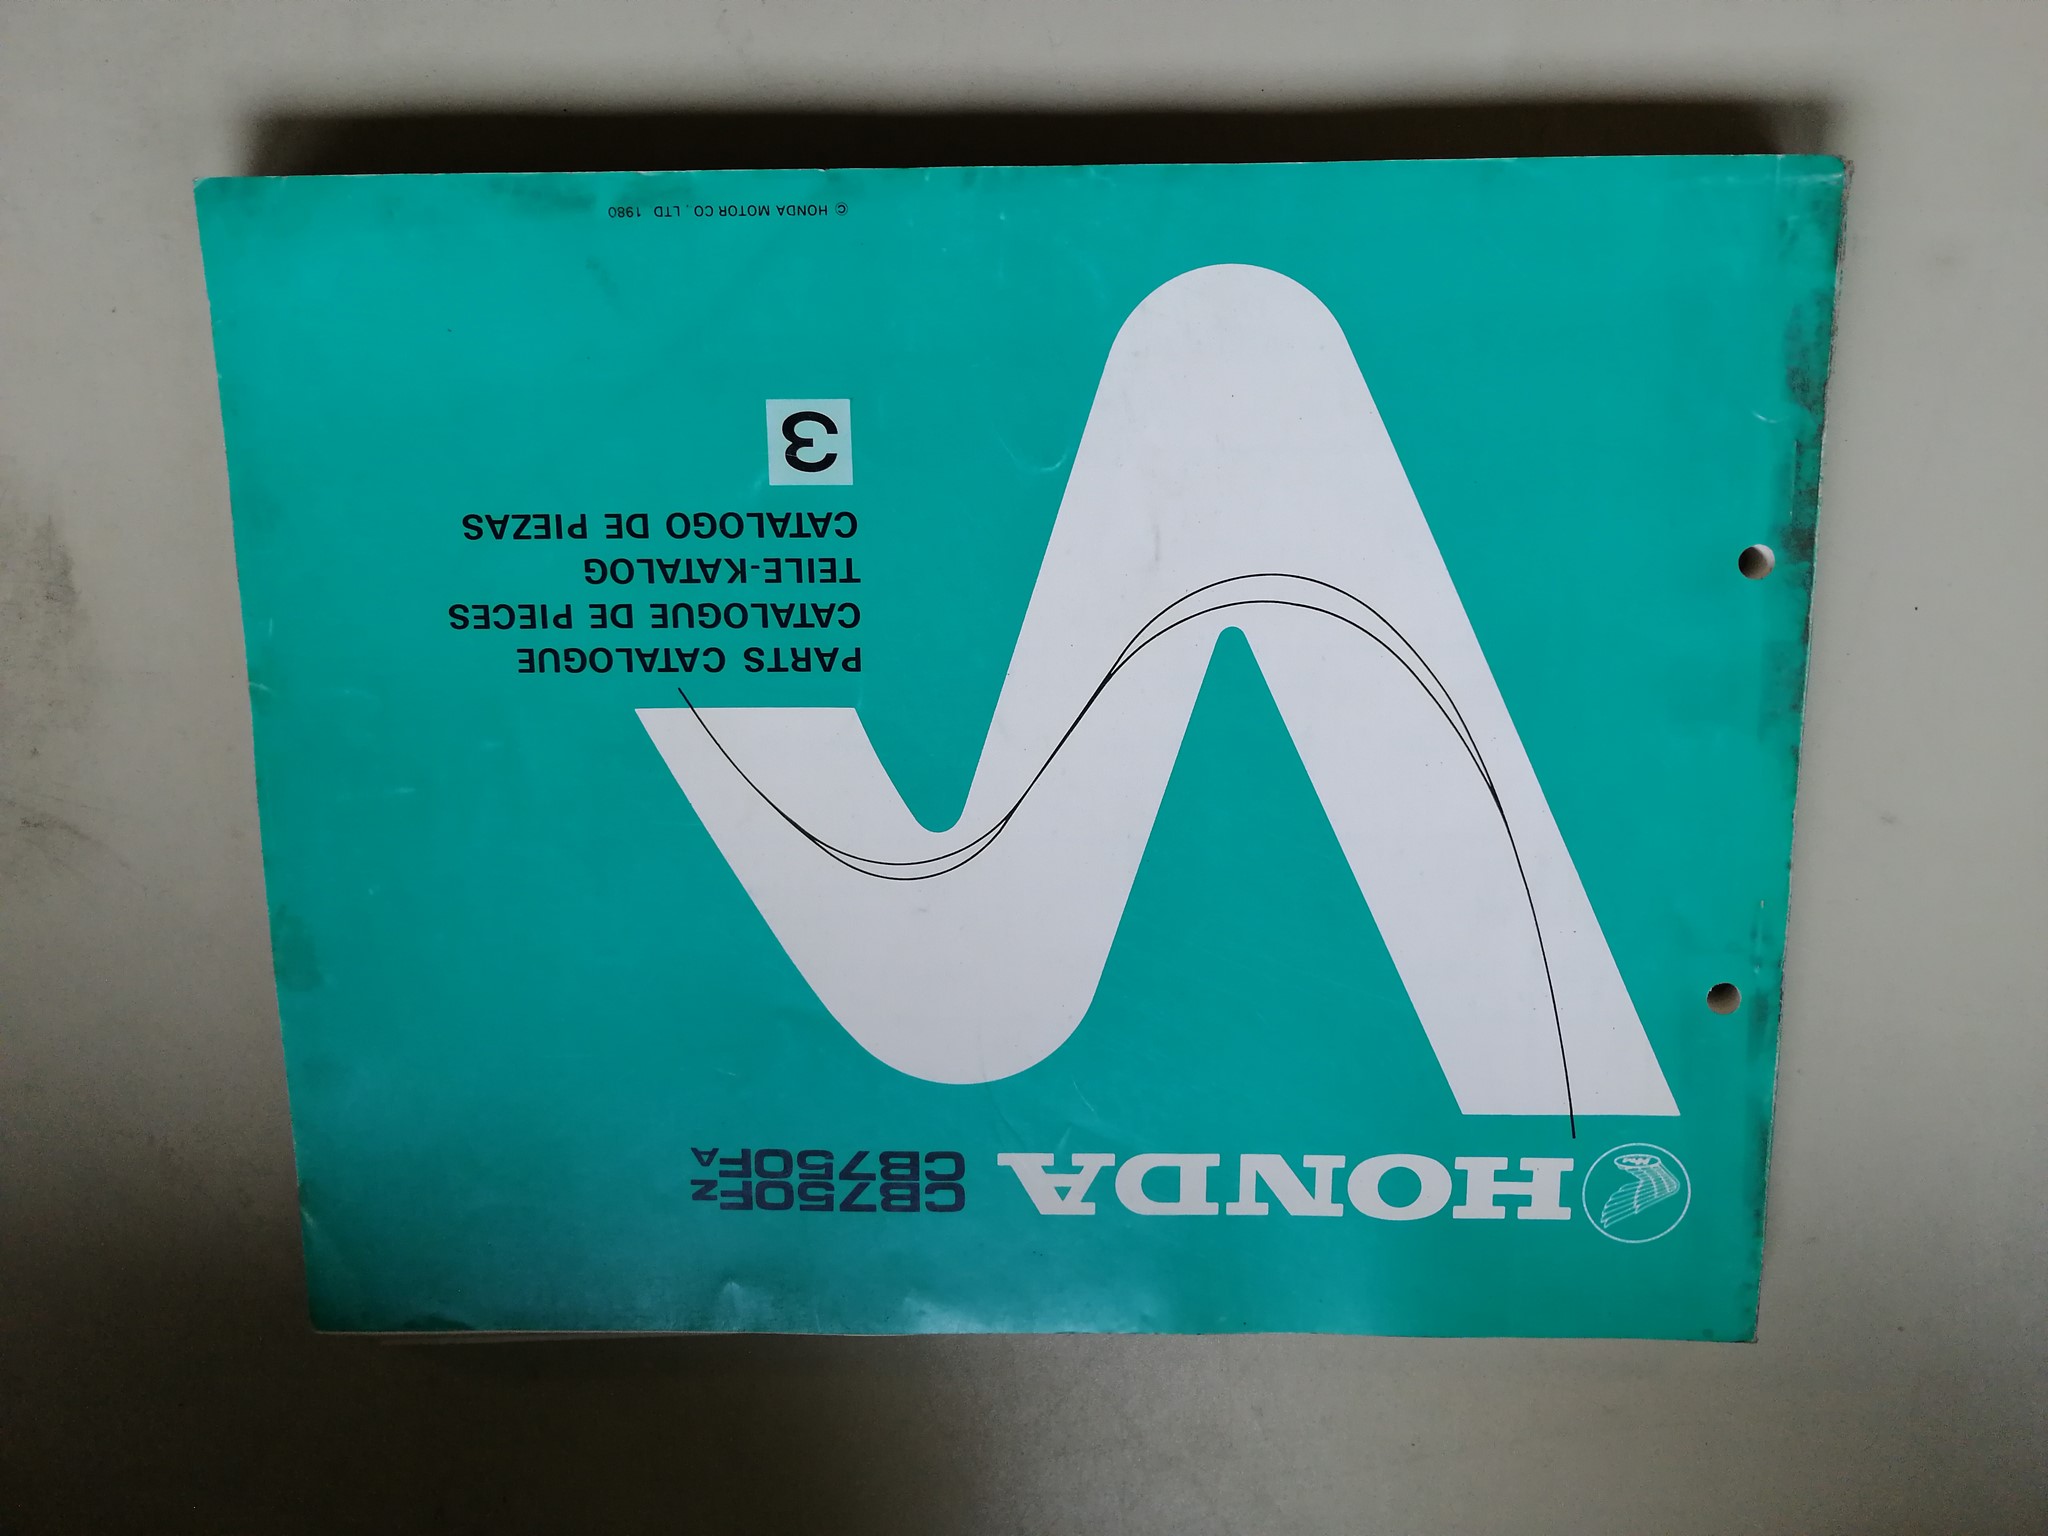 HONDA
CB750Fz
CB750FA
PARTS CATALOGUE
CATALOGUE DE PIECES
TEILE-KATALOG
CATALOGO DE PIEZAS
3
© HONDA MOTOR CO., LTD. 1980